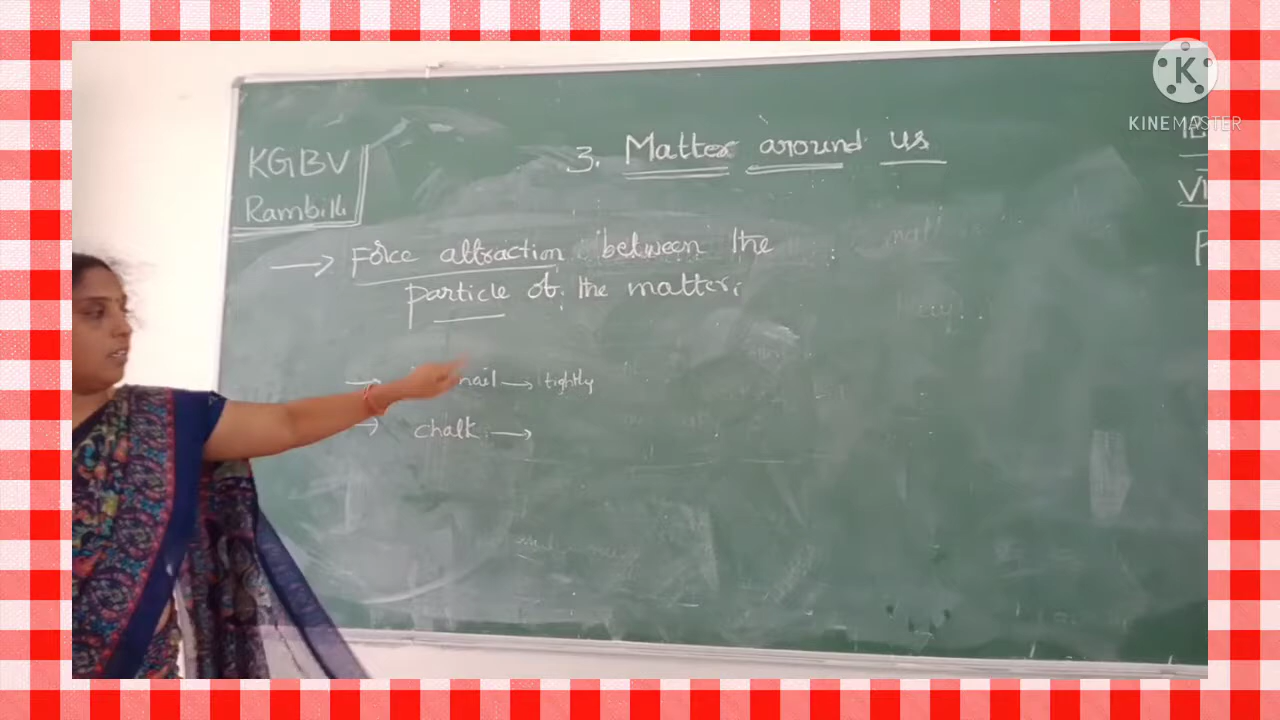 KGBV
Rambilli
3. Matter around us
→ Force attraction between the
particle of the matter.
→ nail → tightly
→ chalk →
K
KINEMASTER